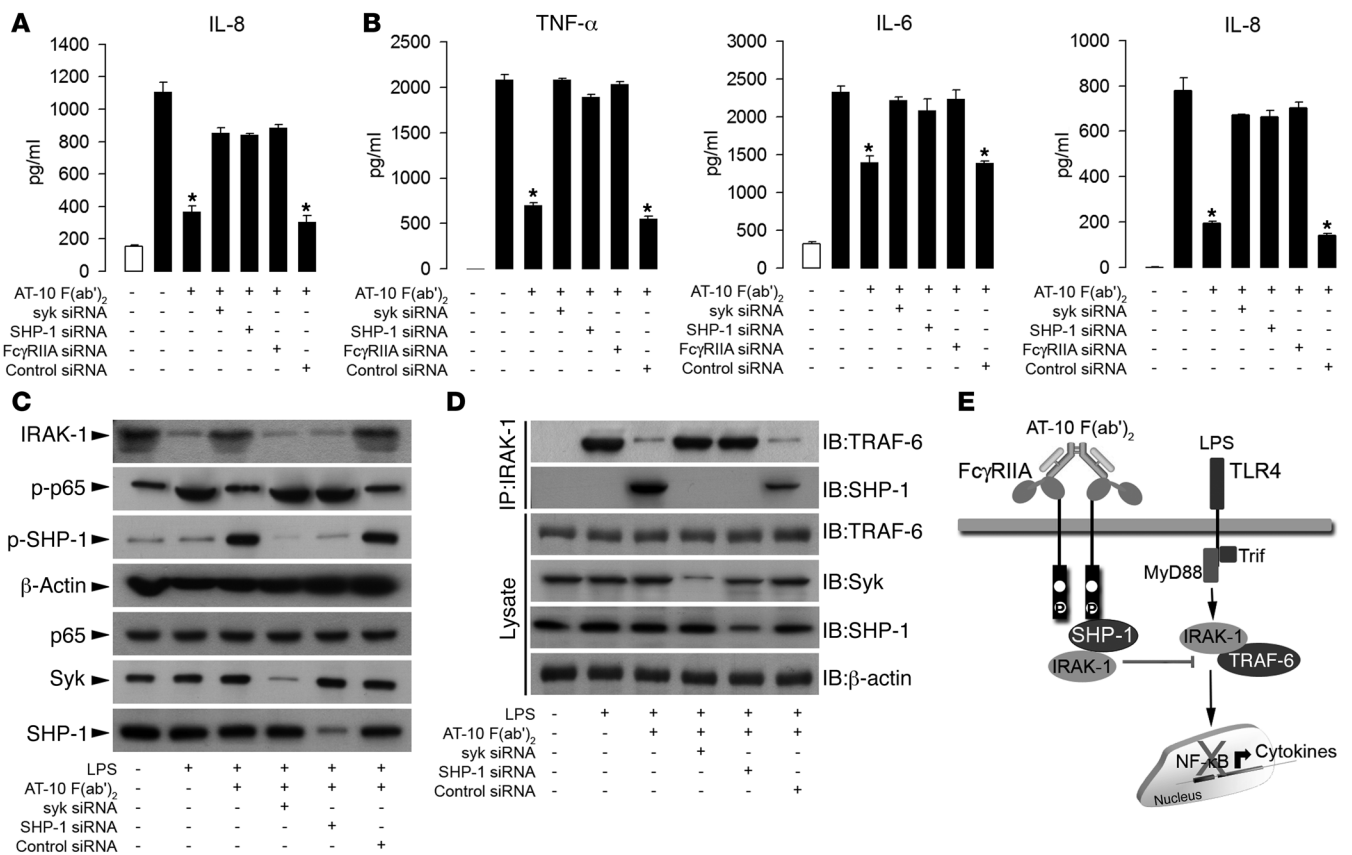 A
IL-8
1400
1200
1000
800
600
400
200
0
pg/ml
AT-10 F(ab')2 - - + + + + +
syk siRNA - - - + - - -
SHP-1 siRNA - - - - + - -
FcγRIIA siRNA - - - - - + -
Control siRNA - - - - - - +
* *
B
TNF-α
2500
2000
1500
1000
500
0
pg/ml
* *
AT-10 F(ab')2 - - + + + + +
syk siRNA - - - + - - -
SHP-1 siRNA - - - - + - -
FcγRIIA siRNA - - - - - + -
Control siRNA - - - - - - +
IL-6
3000
2500
2000
1500
1000
500
0
pg/ml
* *
AT-10 F(ab')2 - - + + + + +
syk siRNA - - - + - - -
SHP-1 siRNA - - - - + - -
FcγRIIA siRNA - - - - - + -
Control siRNA - - - - - - +
IL-8
1000
800
600
400
200
0
pg/ml
* *
AT-10 F(ab')2 - - + + + + +
syk siRNA - - - + - - -
SHP-1 siRNA - - - - + - -
FcγRIIA siRNA - - - - - + -
Control siRNA - - - - - - +
C
IRAK-1
p-p65
p-SHP-1
β-Actin
p65
Syk
SHP-1
LPS - + + + + +
AT-10 F(ab')2 - - + + + +
syk siRNA - - - + - -
SHP-1 siRNA - - - - + -
Control siRNA - - - - - +
D
IP:IRAK-1
IB:TRAF-6
IB:SHP-1
Lysate
IB:TRAF-6
IB:Syk
IB:SHP-1
IB:β-actin
LPS - + + + + +
AT-10 F(ab')2 - - + + + +
syk siRNA - - - + - -
SHP-1 siRNA - - - - + -
Control siRNA - - - - - +
E
AT-10 F(ab')2
FcγRIIA
LPS
TLR4
MyD88
Trif
P P
SHP-1
IRAK-1
IRAK-1
TRAF-6
NF-κB
Cytokines
Nucleus